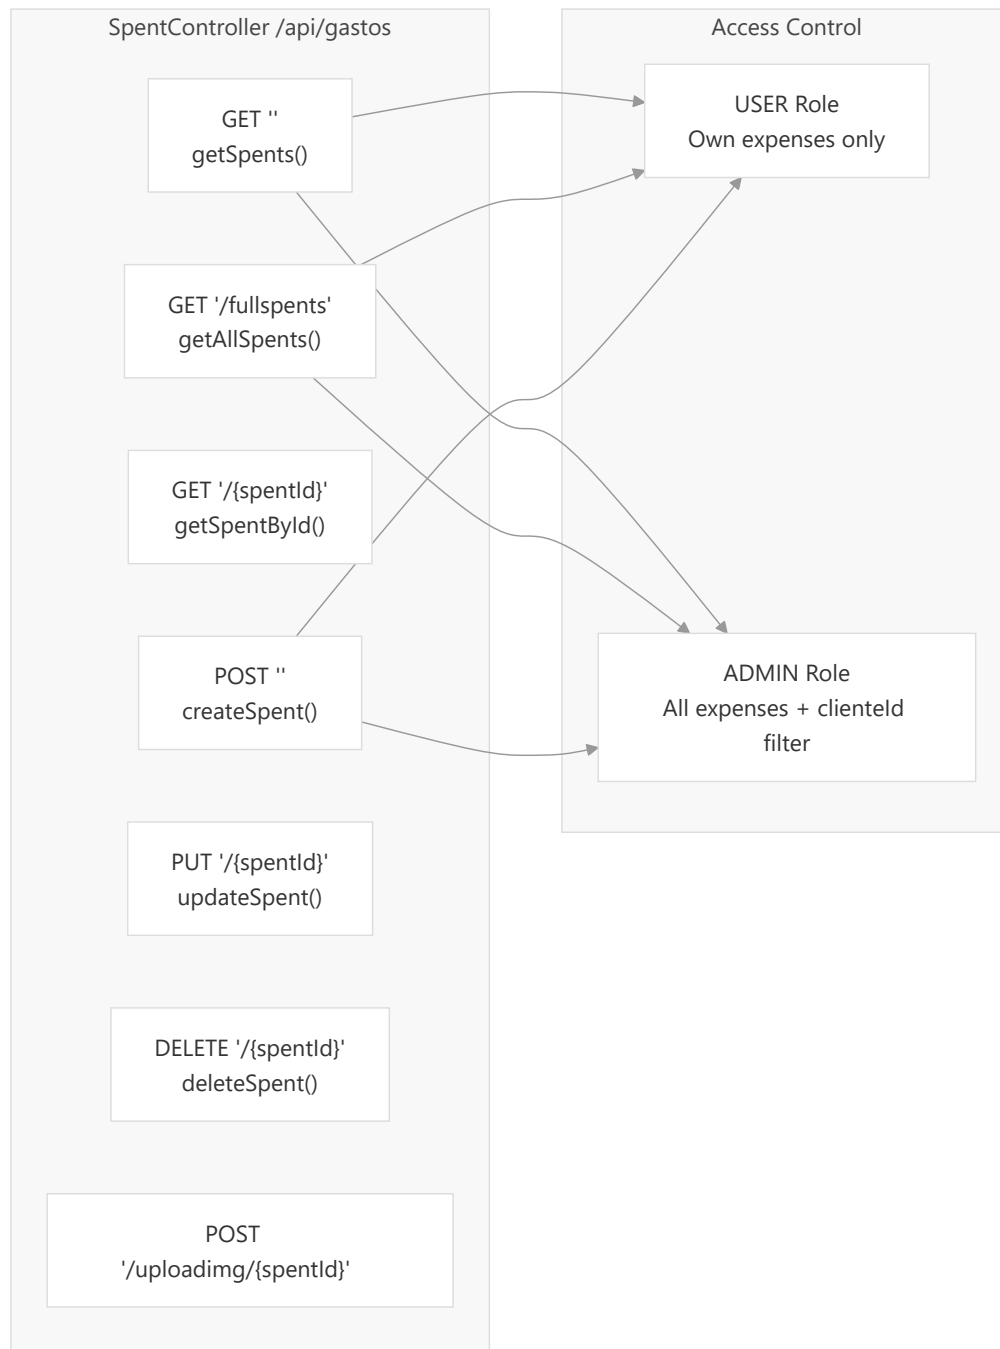 SpentController /api/gastos
GET ''
getSpents()
GET '/fullspents'
getAllSpents()
GET '/{spentId}'
getSpentById()
POST ''
createSpent()
PUT '/{spentId}'
updateSpent()
DELETE '/{spentId}'
deleteSpent()
POST
'/uploadimg/{spentId}'
Access Control
USER Role
Own expenses only
ADMIN Role
All expenses + clienteId
filter